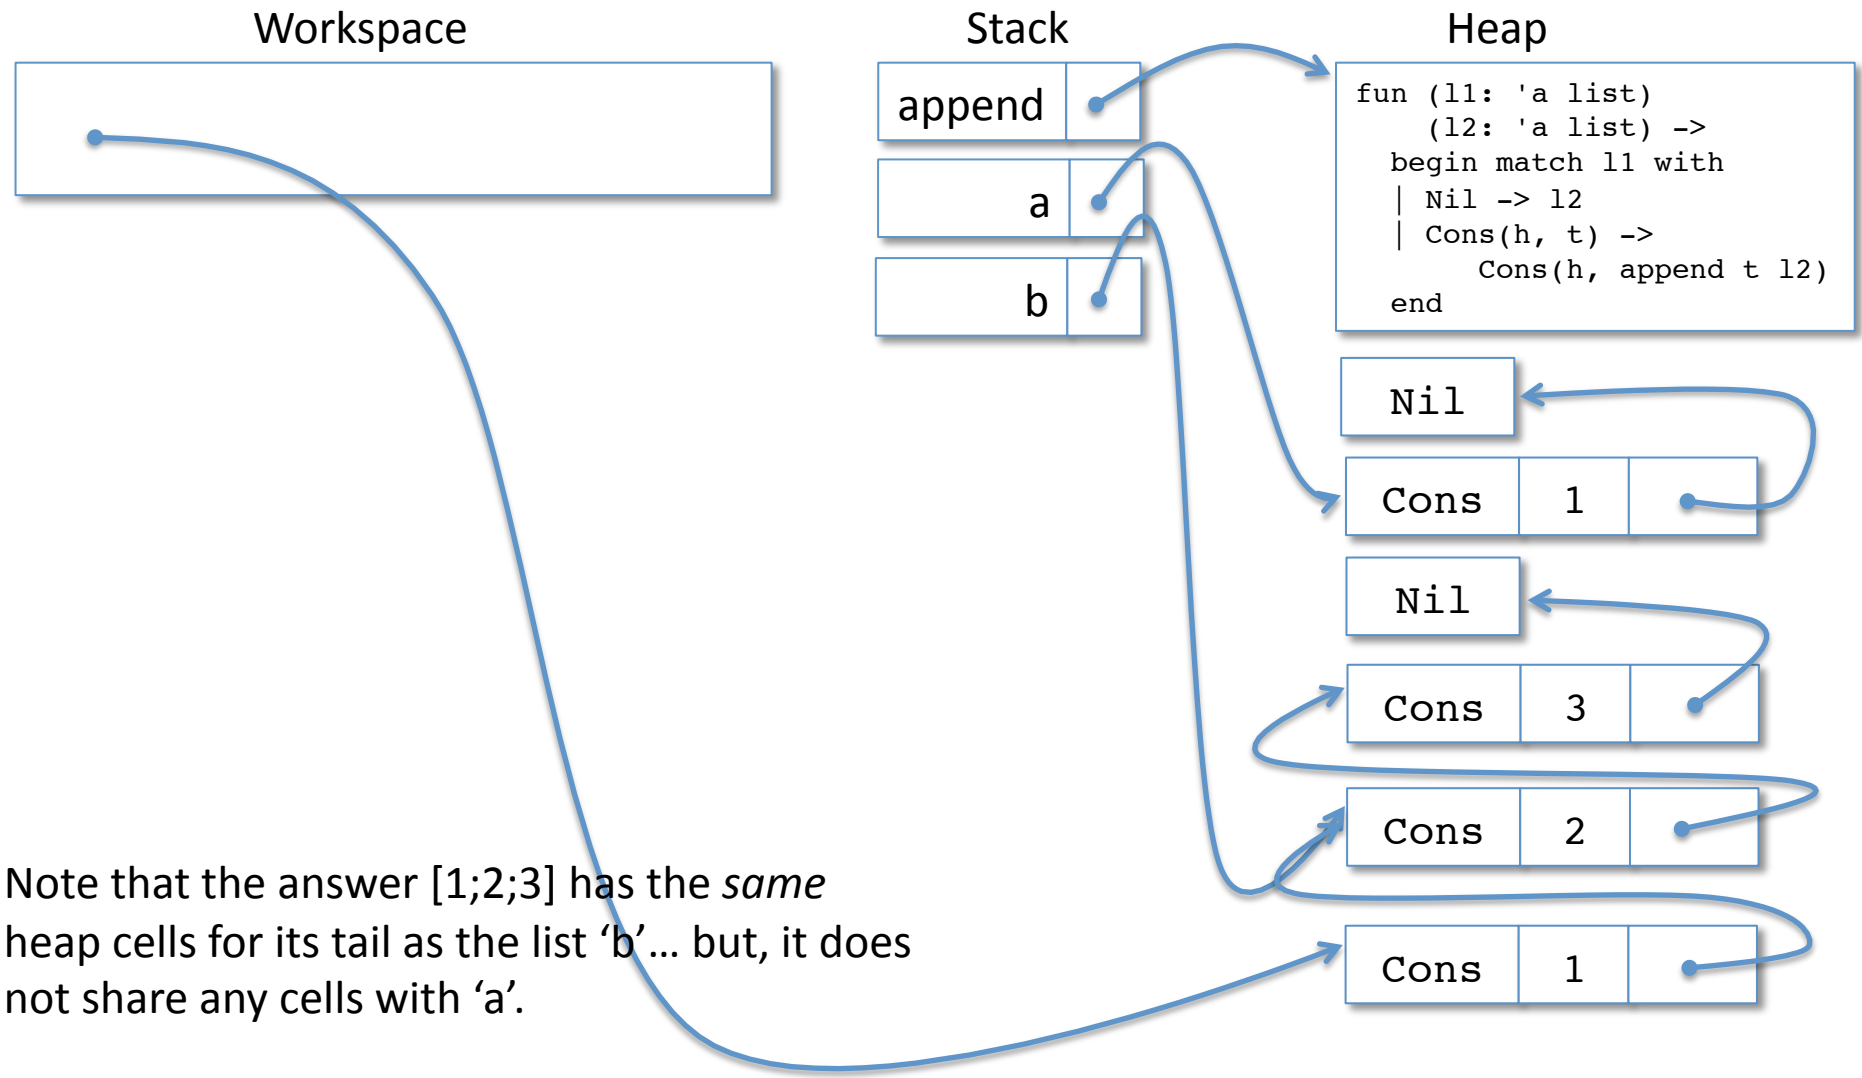 Workspace
Stack
Heap
append
a
b
fun (l1: 'a list)
(l2: 'a list) ->
begin match l1 with
| Nil -> l2
| Cons(h, t) ->
Cons(h, append t l2)
end
Nil
Cons 1
Nil
Cons 3
Cons 2
Cons 1
Note that the answer [1;2;3] has the same
heap cells for its tail as the list ‘b’… but, it does
not share any cells with ‘a’.